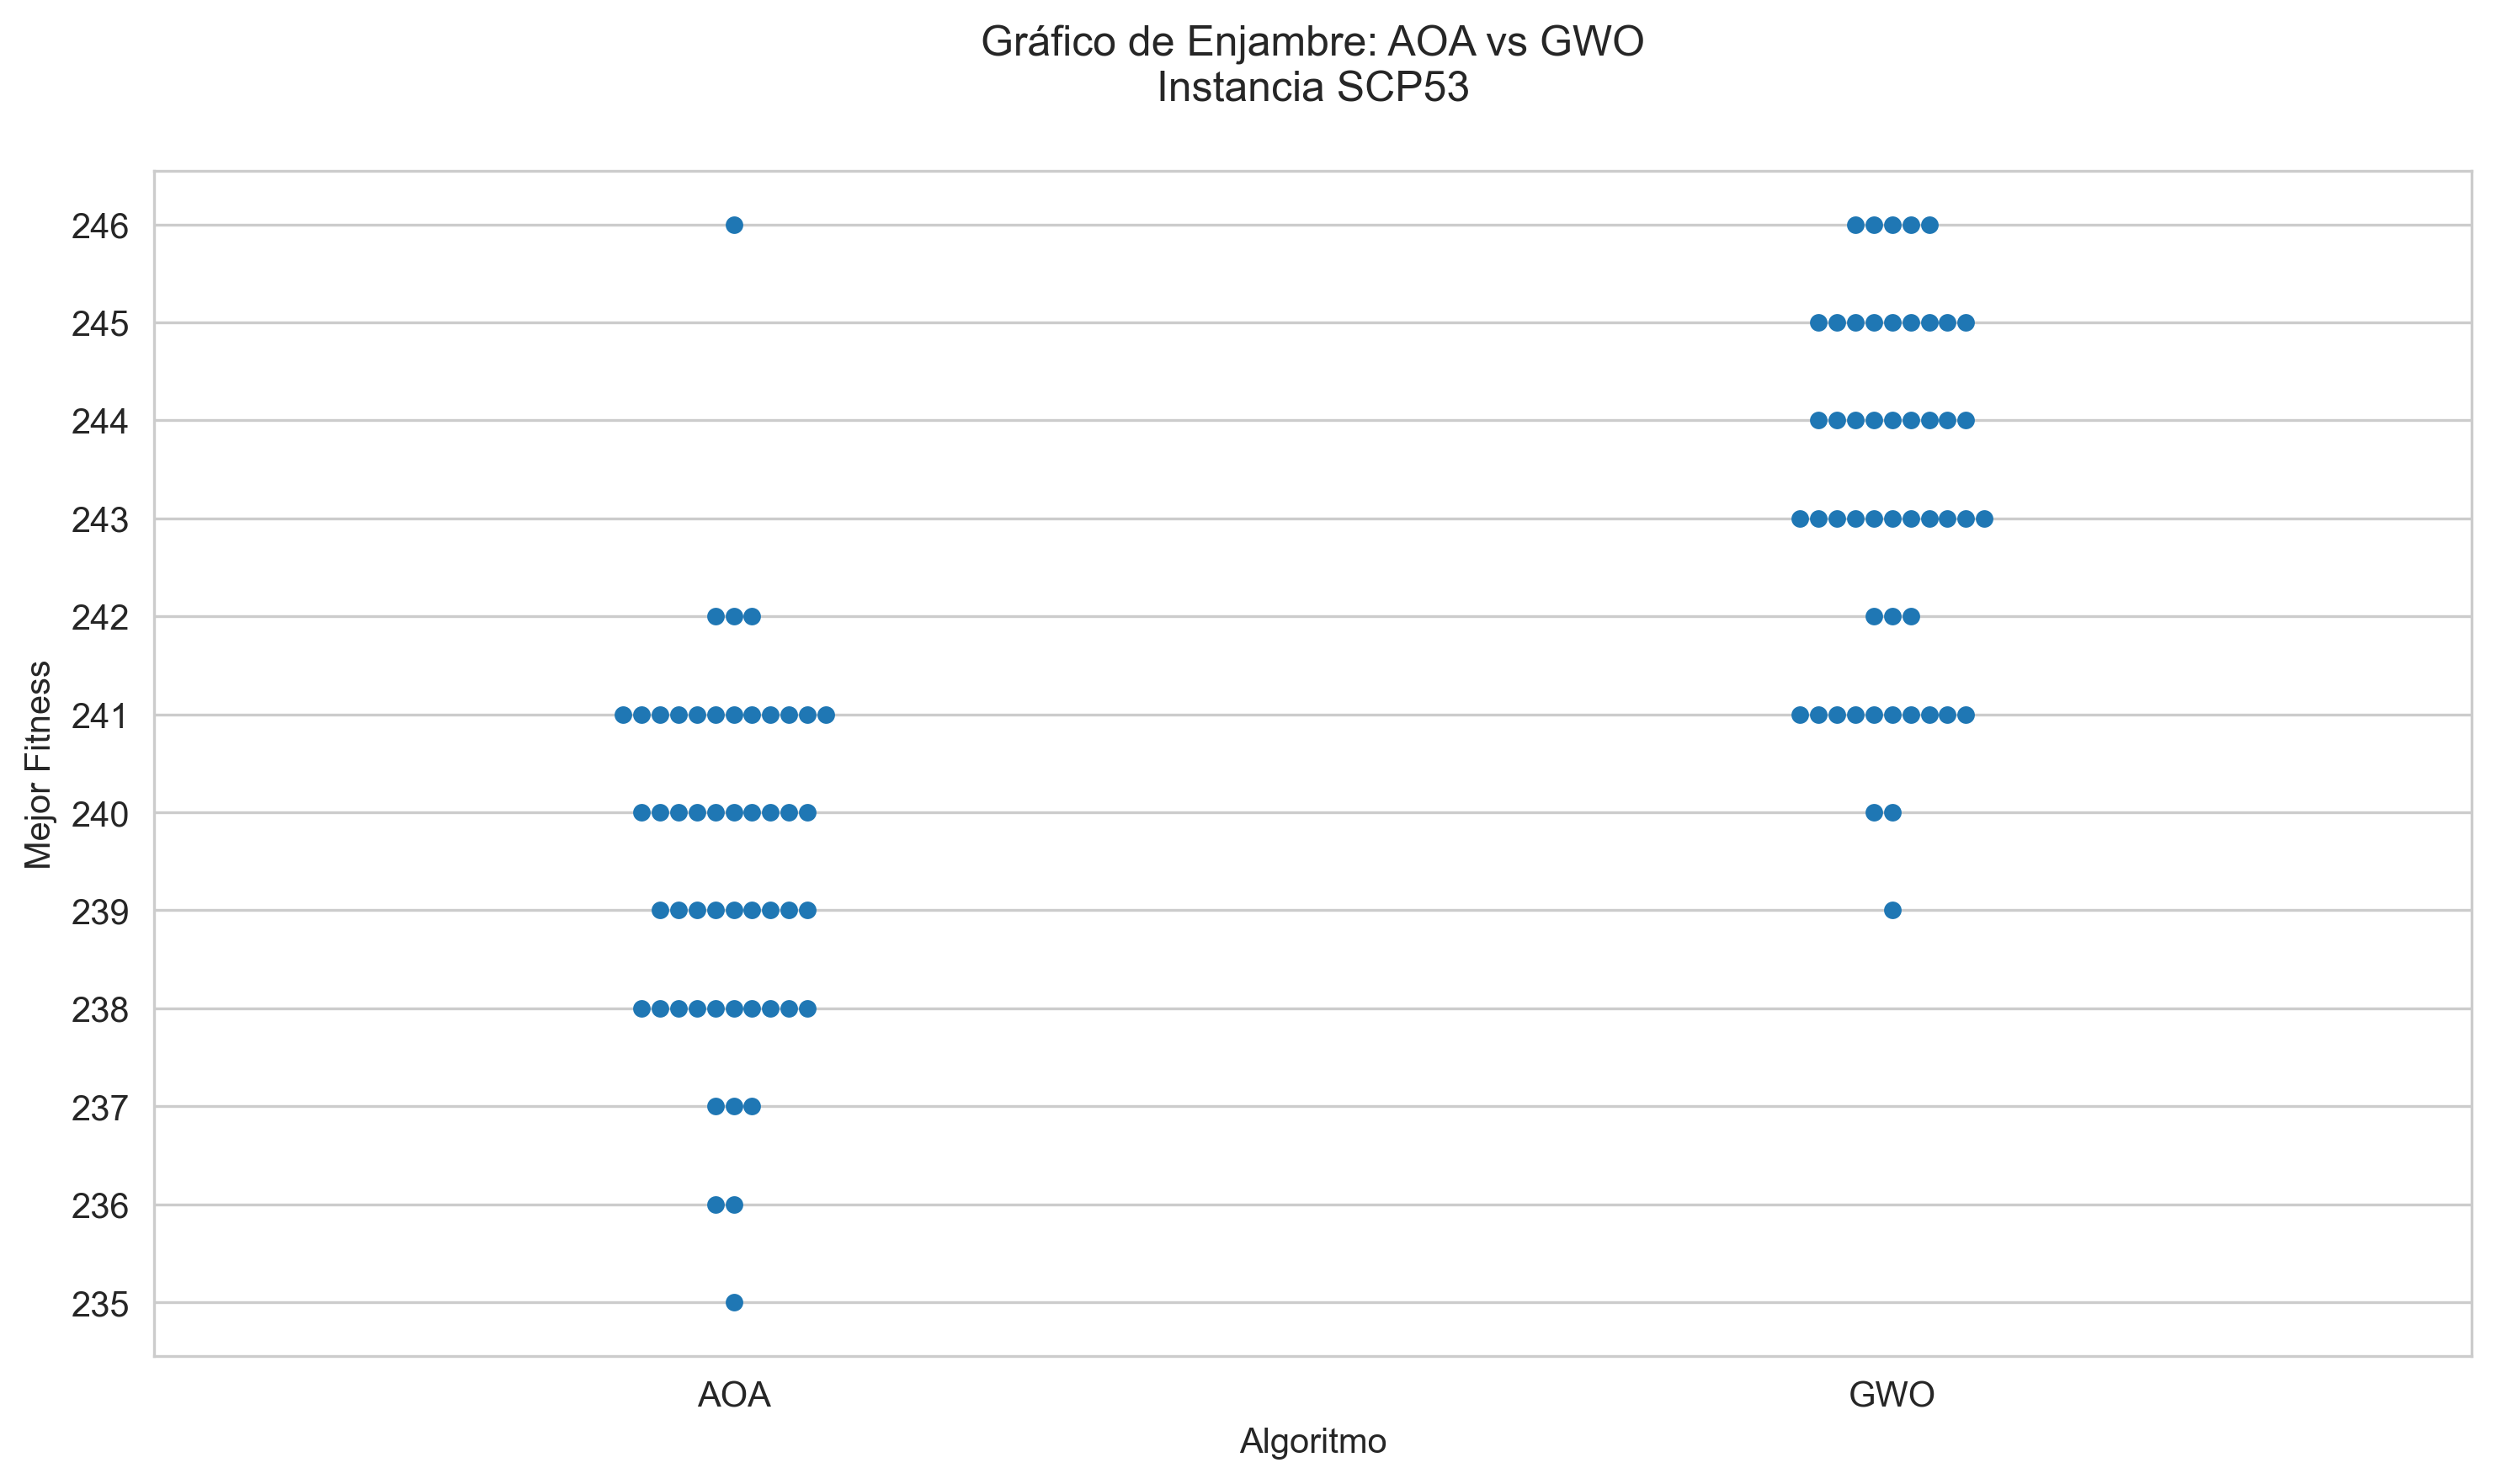 Gráfico de Enjambre: AOA vs GWO
Instancia SCP53
246
245
244
243
242
241
240
239
238
237
236
235
Mejor Fitness
AOA
GWO
Algoritmo